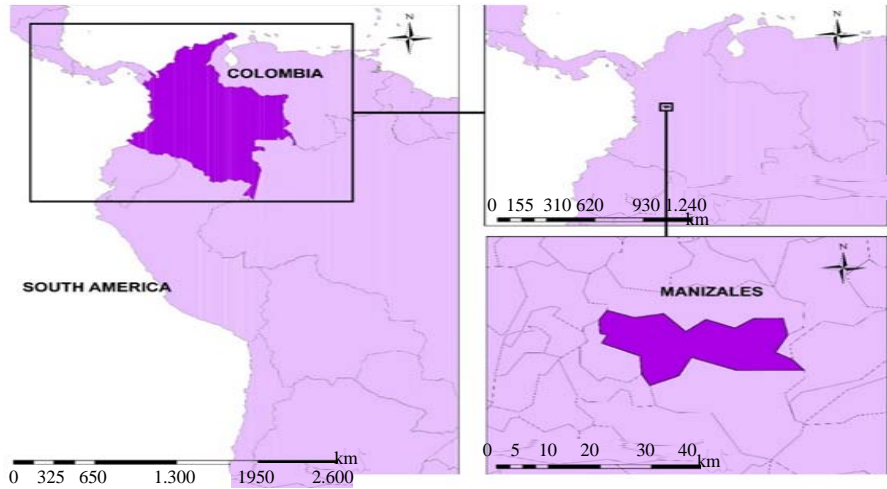 N
COLOMBIA
SOUTH AMERICA
km
0 325 650 1.300 1950 2.600
N
0 155 310 620 930 1.240
km
N
MANIZALES
0 5 10 20 30 40
km